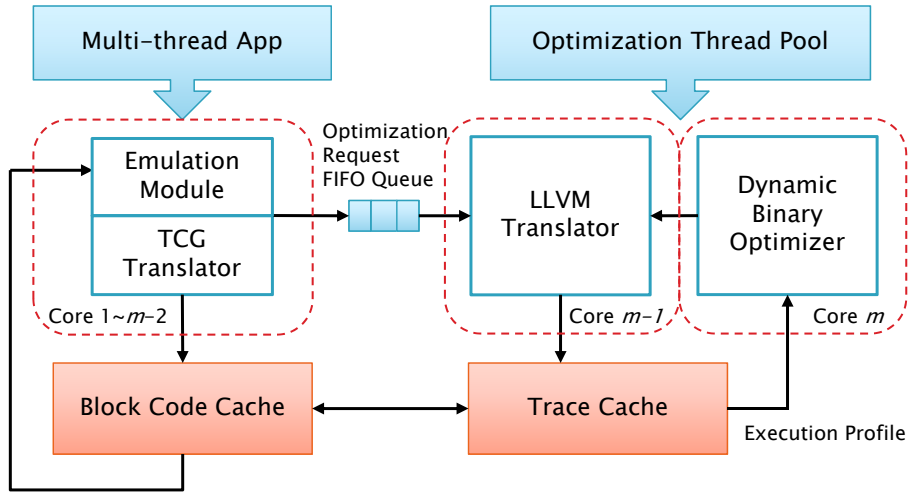 Multi-thread App
Optimization Thread Pool
Optimization
Request
FIFO Queue
Emulation
Module
TCG
Translator
LLVM
Translator
Dynamic
Binary
Optimizer
Core 1~m-2
Core m-1
Core m
Block Code Cache
Trace Cache
Execution Profile